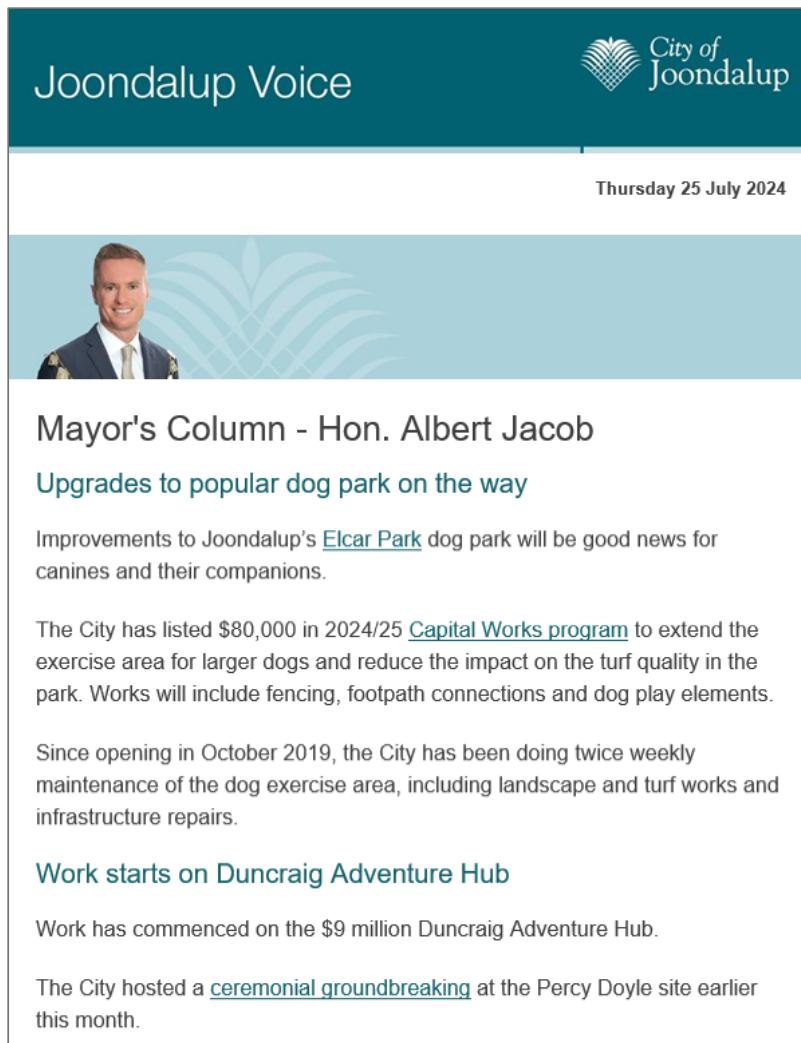 Joondalup Voice
City of
Joondalup
Thursday 25 July 2024
Mayor's Column - Hon. Albert Jacob
Upgrades to popular dog park on the way
Improvements to Joondalup’s Elcar Park dog park will be good news for
canines and their companions.
The City has listed $80,000 in 2024/25 Capital Works program to extend the
exercise area for larger dogs and reduce the impact on the turf quality in the
park. Works will include fencing, footpath connections and dog play elements.
Since opening in October 2019, the City has been doing twice weekly
maintenance of the dog exercise area, including landscape and turf works and
infrastructure repairs.
Work starts on Duncraig Adventure Hub
Work has commenced on the $9 million Duncraig Adventure Hub.
The City hosted a ceremonial groundbreaking at the Percy Doyle site earlier
this month.